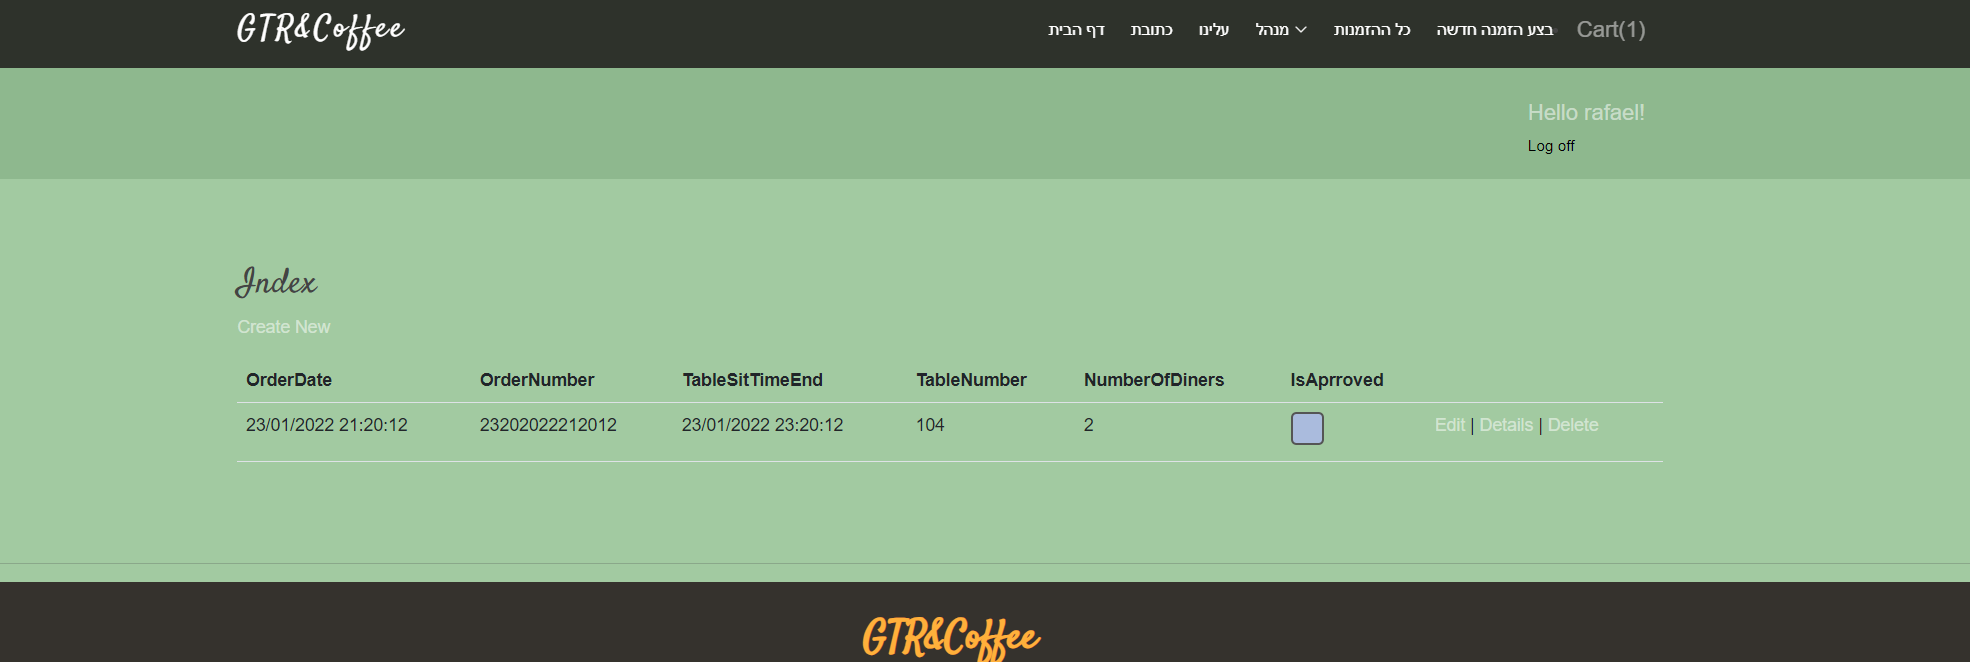 GTR&Coffee
דף הבית כתובת עלינו מנהל כל ההזמנות בצע הזמנה חדשה Cart(1)
Hello rafael!
Log off
Index
Create New
OrderDate OrderNumber TableSitTimeEnd TableNumber NumberOfDiners IsAprroved
23/01/2022 21:20:12 23202022212012 23/01/2022 23:20:12 104 2 Edit | Details | Delete
GTR&Coffee